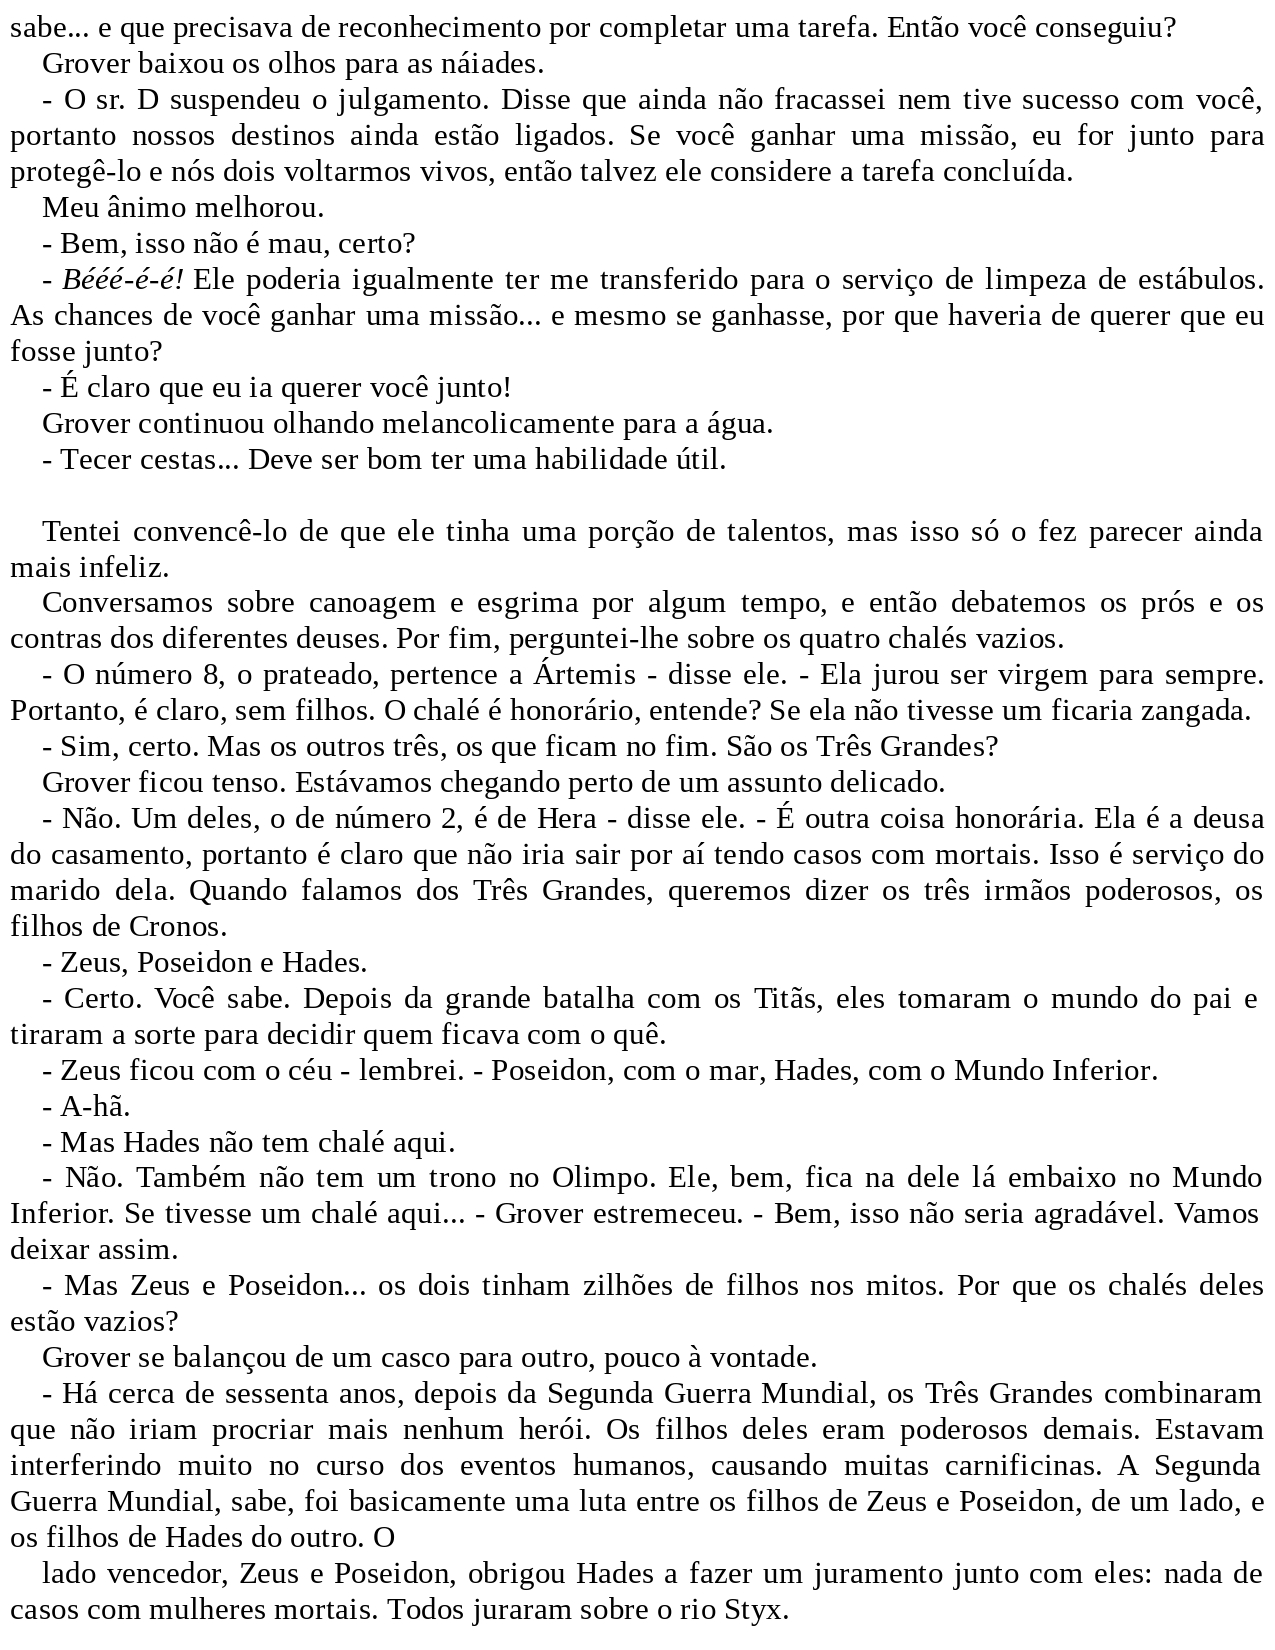 sabe... e que precisava de reconhecimento por completar uma tarefa. Então você conseguiu?
Grover baixou os olhos para as náiades.
- O sr. D suspendeu o julgamento. Disse que ainda não fracassei nem tive sucesso com você,
portanto nossos destinos ainda estão ligados. Se você ganhar uma missão, eu for junto para
protegê-lo e nós dois voltarmos vivos, então talvez ele considere a tarefa concluída.
Meu ânimo melhorou.
- Bem, isso não é mau, certo?
- Bééé-é-é! Ele poderia igualmente ter me transferido para o serviço de limpeza de estábulos.
As chances de você ganhar uma missão... e mesmo se ganhasse, por que haveria de querer que eu
fosse junto?
- É claro que eu ia querer você junto!
Grover continuou olhando melancolicamente para a água.
- Tecer cestas... Deve ser bom ter uma habilidade útil.
Tentei convencê-lo de que ele tinha uma porção de talentos, mas isso só o fez parecer ainda
mais infeliz.
Conversamos sobre canoagem e esgrima por algum tempo, e então debatemos os prós e os
contras dos diferentes deuses. Por fim, perguntei-lhe sobre os quatro chalés vazios.
- O número 8, o prateado, pertence a Ártemis - disse ele. - Ela jurou ser virgem para sempre.
Portanto, é claro, sem filhos. O chalé é honorário, entende? Se ela não tivesse um ficaria zangada.
- Sim, certo. Mas os outros três, os que ficam no fim. São os Três Grandes?
Grover ficou tenso. Estávamos chegando perto de um assunto delicado.
- Não. Um deles, o de número 2, é de Hera - disse ele. - É outra coisa honorária. Ela é a deusa
do casamento, portanto é claro que não iria sair por aí tendo casos com mortais. Isso é serviço do
marido dela. Quando falamos dos Três Grandes, queremos dizer os três irmãos poderosos, os
filhos de Cronos.
- Zeus, Poseidon e Hades.
- Certo. Você sabe. Depois da grande batalha com os Titãs, eles tomaram o mundo do pai e
tiraram a sorte para decidir quem ficava com o quê.
- Zeus ficou com o céu - lembrei. - Poseidon, com o mar, Hades, com o Mundo Inferior.
- A-hã.
- Mas Hades não tem chalé aqui.
- Não. Também não tem um trono no Olimpo. Ele, bem, fica na dele lá embaixo no Mundo
Inferior. Se tivesse um chalé aqui... - Grover estremeceu. - Bem, isso não seria agradável. Vamos
deixar assim.
- Mas Zeus e Poseidon... os dois tinham zilhões de filhos nos mitos. Por que os chalés deles
estão vazios?
Grover se balançou de um casco para outro, pouco à vontade.
- Há cerca de sessenta anos, depois da Segunda Guerra Mundial, os Três Grandes combinaram
que não iriam procriar mais nenhum herói. Os filhos deles eram poderosos demais. Estavam
interferindo muito no curso dos eventos humanos, causando muitas carnificinas. A Segunda
Guerra Mundial, sabe, foi basicamente uma luta entre os filhos de Zeus e Poseidon, de um lado, e
os filhos de Hades do outro. O
lado vencedor, Zeus e Poseidon, obrigou Hades a fazer um juramento junto com eles: nada de
casos com mulheres mortais. Todos juraram sobre o rio Styx.